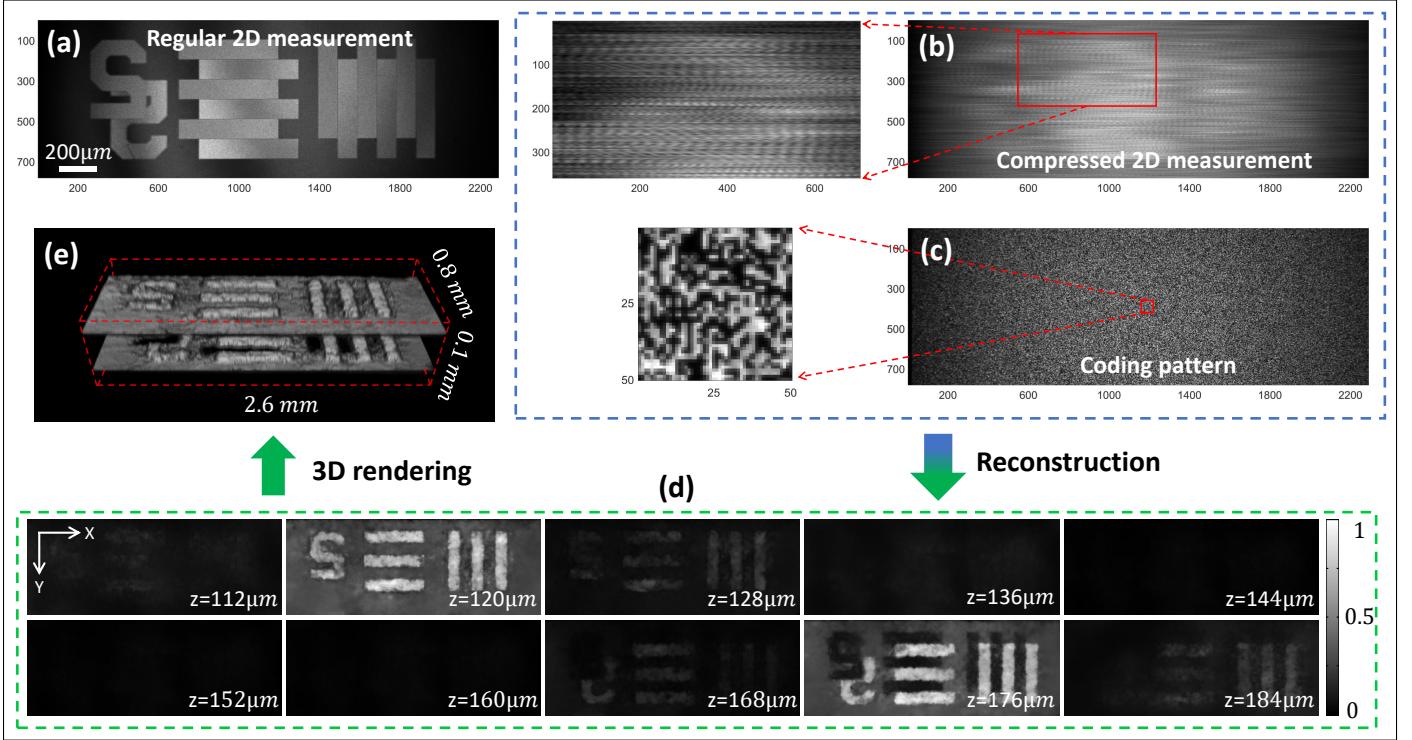 (a) Regular 2D measurement
100
300
500
700
200μm
200 600 1000 1400 1800 2200
100
200
300
200 400 600
(b)
100
300
500
700
Compressed 2D measurement
200 600 1000 1400 1800 2200
(e)
0.8 mm
0.1 mm
2.6 mm
25
50
25 50
(c)
100
300
500
700
Coding pattern
200 600 1000 1400 1800 2200
3D rendering
Reconstruction
(d)
X
Y
z=112μm z=120μm z=128μm z=136μm z=144μm
z=152μm z=160μm z=168μm z=176μm z=184μm
1
0.5
0
SC
S
S
C